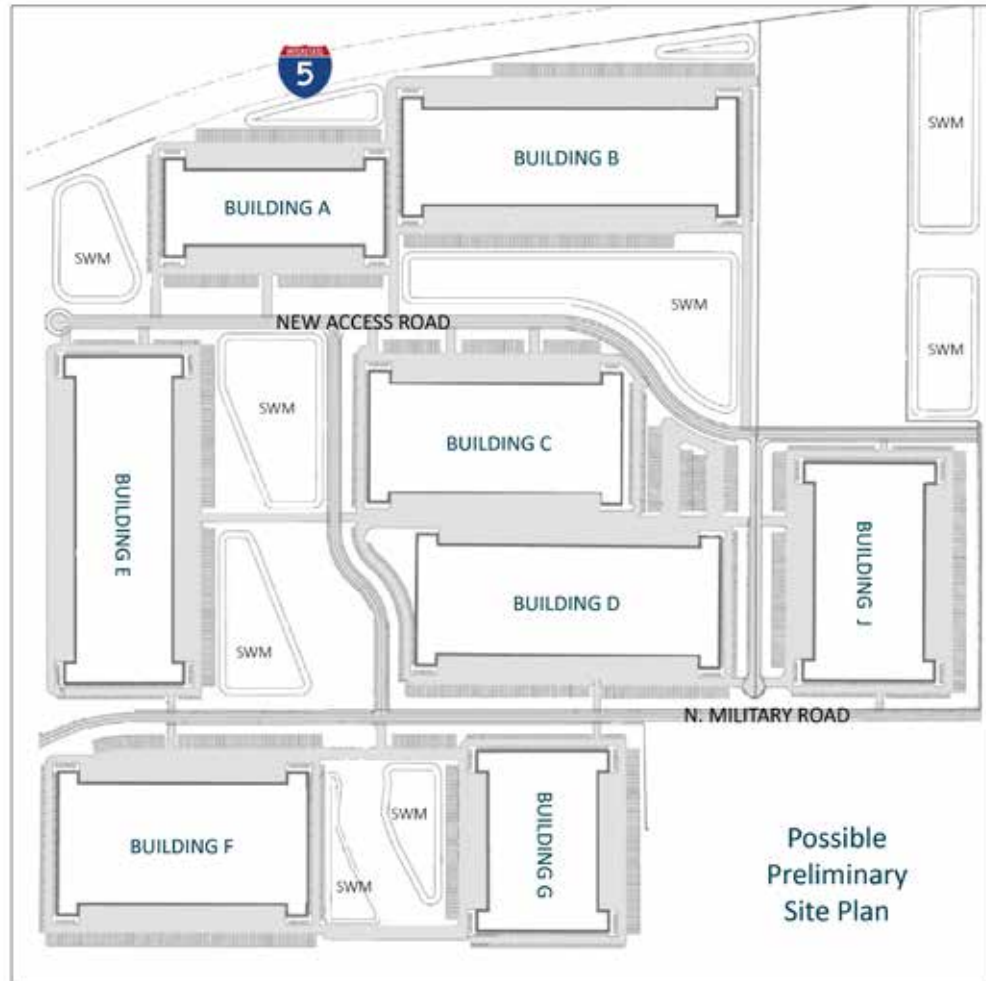 INTERSTATE
5
SWM
BUILDING B
BUILDING A
SWM
SWM
NEW ACCESS ROAD
SWM
SWM
BUILDING C
BUILDING E
BUILDING J
BUILDING D
SWM
N. MILITARY ROAD
BUILDING G
SWM
BUILDING F
SWM
Possible
Preliminary
Site Plan